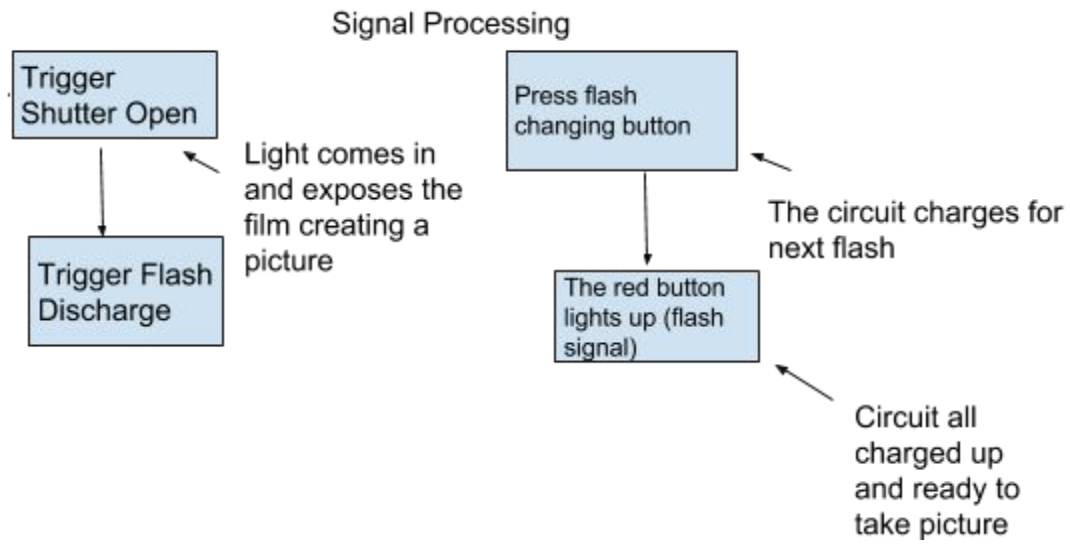 Signal Processing
Trigger
Shutter Open
Light comes in
and exposes the
film creating a
picture
Trigger Flash
Discharge
Press flash
changing button
The circuit charges for
next flash
The red button
lights up (flash
signal)
Circuit all
charged up
and ready to
take picture